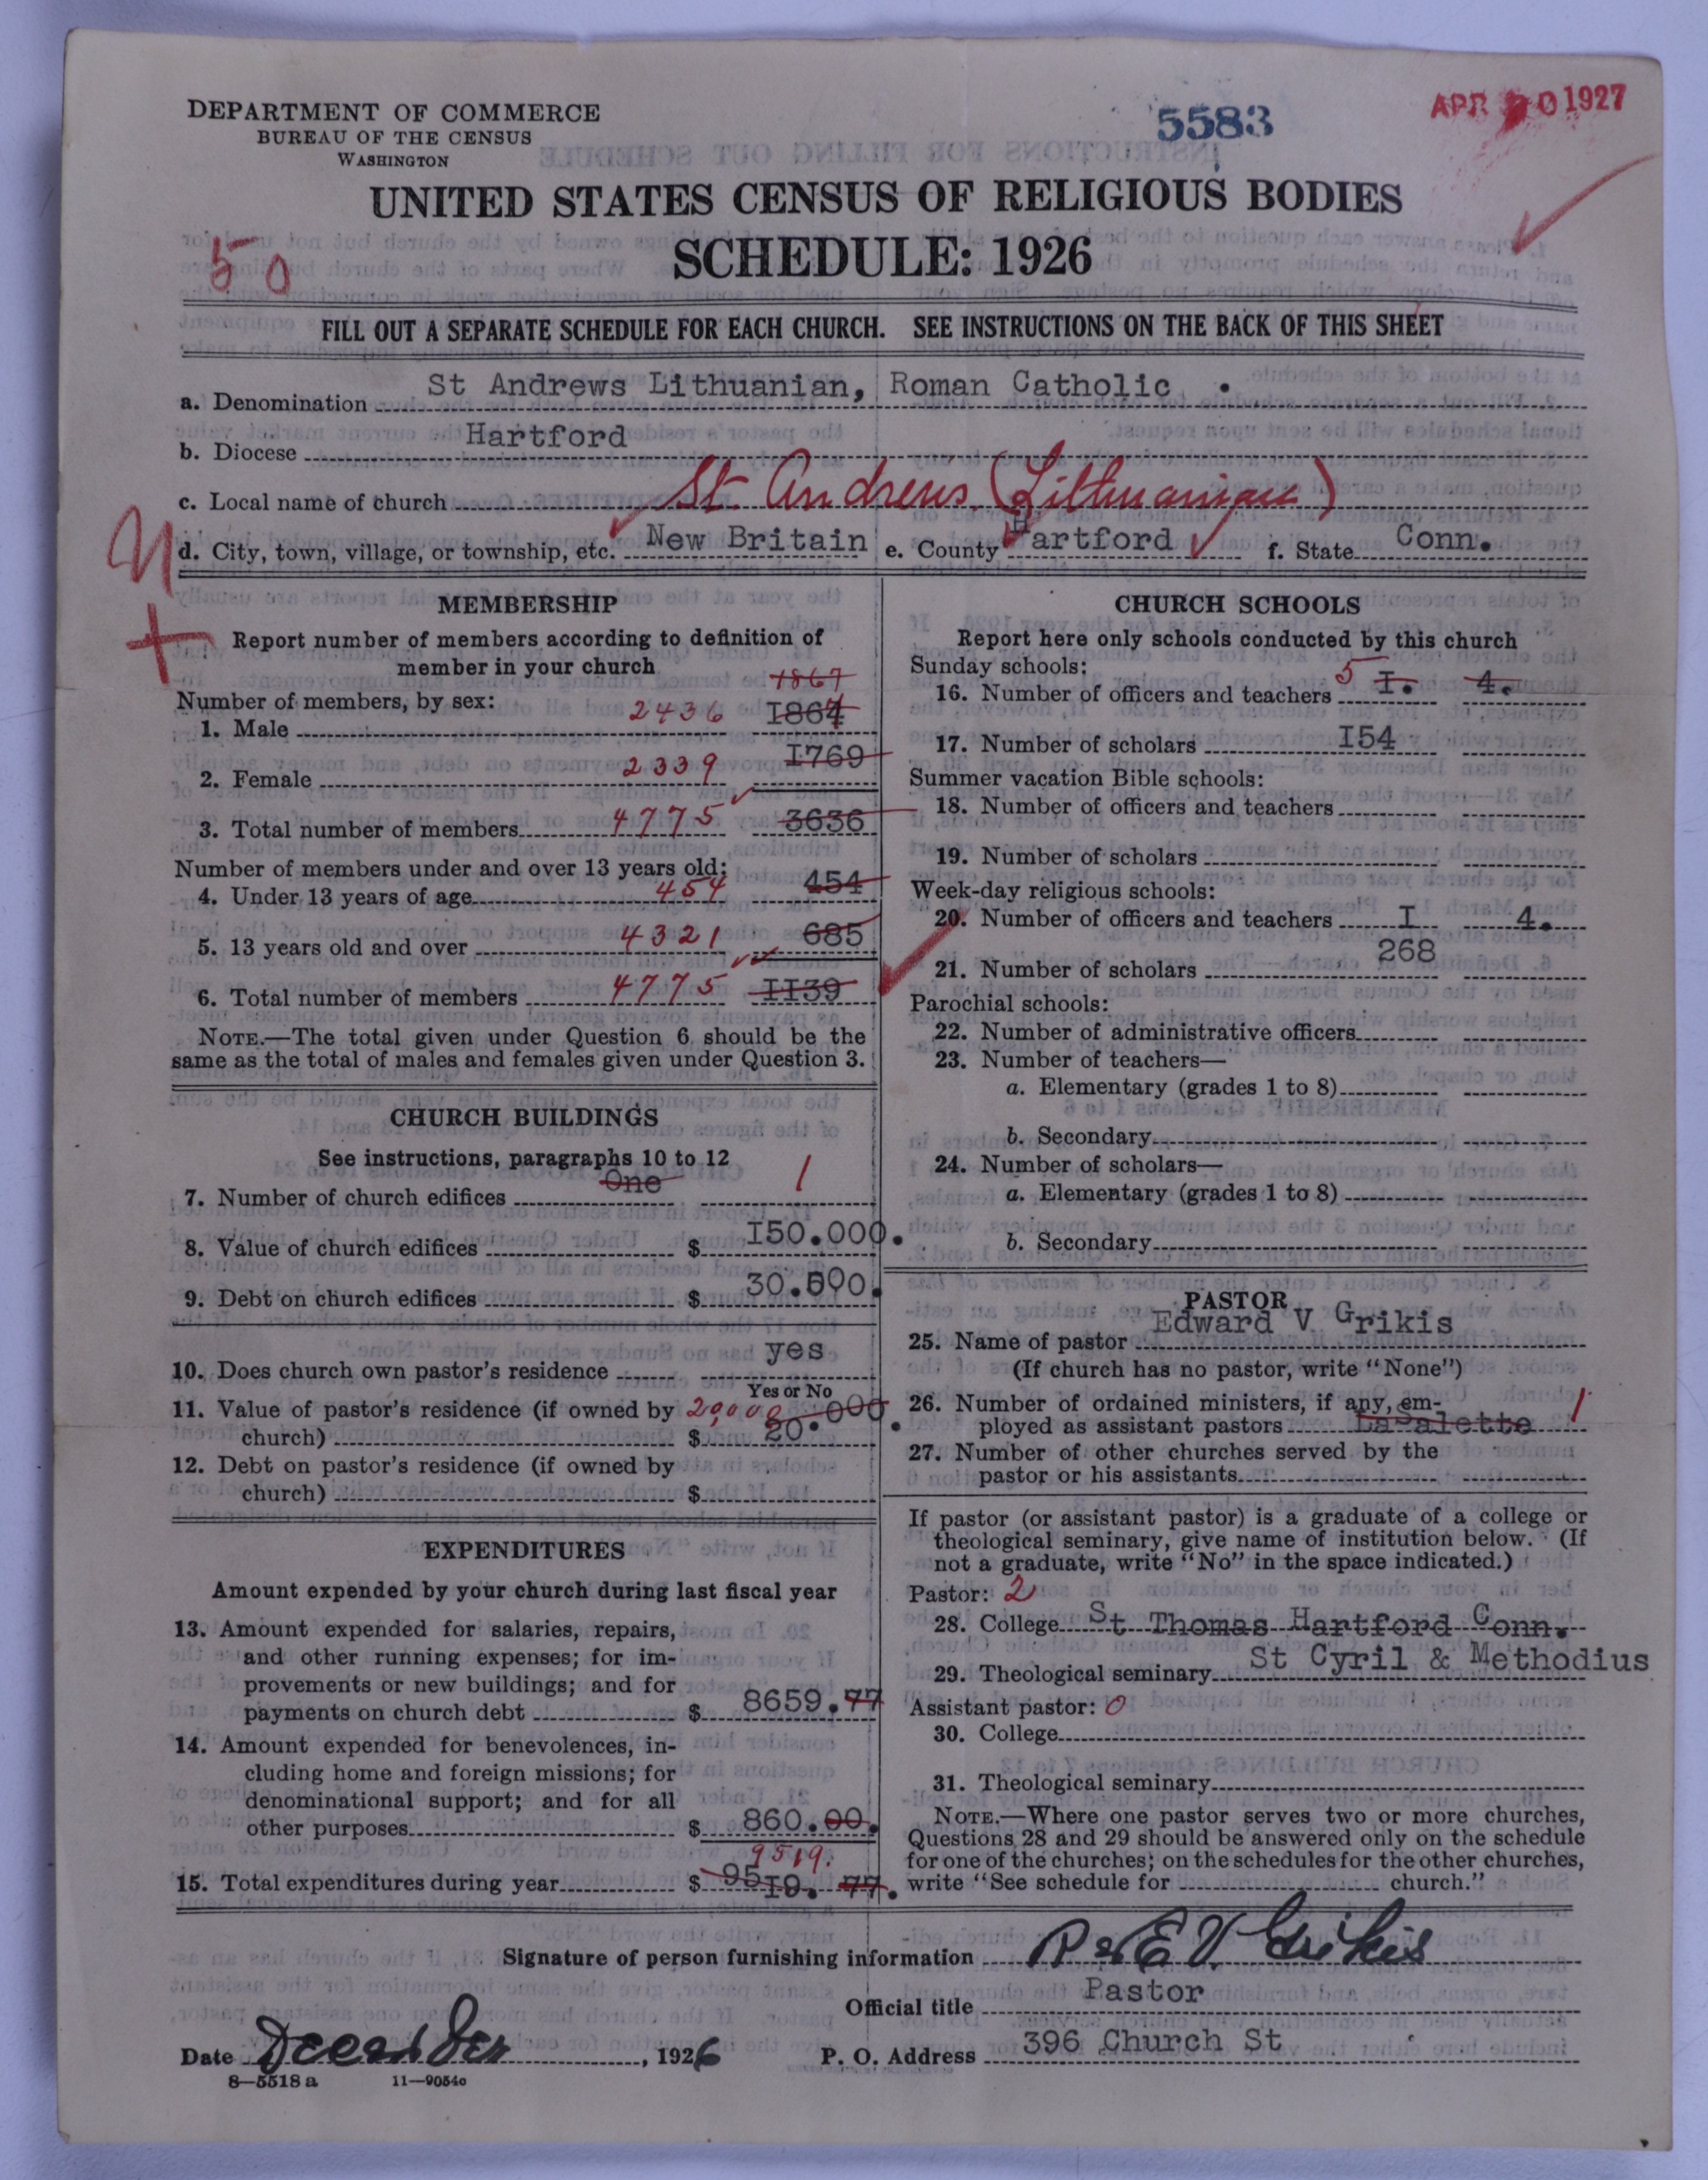 DEPARTMENT OF COMMERCE
BUREAU OF THE CENSUS
WASHINGTON
5583
APR 0 1927
UNITED STATES CENSUS OF RELIGIOUS BODIES
SCHEDULE: 1926
50
FILL OUT A SEPARATE SCHEDULE FOR EACH CHURCH. SEE INSTRUCTIONS ON THE BACK OF THIS SHEET
a. Denomination St Andrews Lithuanian, Roman Catholic .
b. Diocese Hartford
c. Local name of church St. Andrews. (Lithuanian)
d. City, town, village, or township, etc. New Britain e. County Hartford f. State Conn.
MEMBERSHIP
Report number of members according to definition of
member in your church
1867
Number of members, by sex:
1. Male 2436 I864
2. Female 2339 I769
3. Total number of members 4775 3636
Number of members under and over 13 years old:
4. Under 13 years of age 454 454
5. 13 years old and over 4321 685
6. Total number of members 4775 II39
NOTE.—The total given under Question 6 should be the
same as the total of males and females given under Question 3.
CHURCH BUILDINGS
See instructions, paragraphs 10 to 12
7. Number of church edifices One 1
8. Value of church edifices $ I50.000.
9. Debt on church edifices $ 30.500.
10. Does church own pastor's residence yes
Yes or No
11. Value of pastor's residence (if owned by 20,000
church) $ 20.000.
12. Debt on pastor's residence (if owned by
church) $
EXPENDITURES
Amount expended by your church during last fiscal year
13. Amount expended for salaries, repairs,
and other running expenses; for im-
provements or new buildings; and for
payments on church debt $ 8659.77
14. Amount expended for benevolences, in-
cluding home and foreign missions; for
denominational support; and for all
other purposes $ 860.00.
9519.
15. Total expenditures during year $ 95I9. 77.
CHURCH SCHOOLS
Report here only schools conducted by this church
Sunday schools:
16. Number of officers and teachers 5 I. 4.
17. Number of scholars I54
Summer vacation Bible schools:
18. Number of officers and teachers
19. Number of scholars
Week-day religious schools:
20. Number of officers and teachers I 4.
21. Number of scholars 268
Parochial schools:
22. Number of administrative officers
23. Number of teachers—
a. Elementary (grades 1 to 8)
b. Secondary
24. Number of scholars—
a. Elementary (grades 1 to 8)
b. Secondary
PASTOR
25. Name of pastor Edward V Grikis
(If church has no pastor, write "None")
26. Number of ordained ministers, if any, em-
ployed as assistant pastors LaSalette 1
27. Number of other churches served by the
pastor or his assistants
If pastor (or assistant pastor) is a graduate of a college or
theological seminary, give name of institution below. (If
not a graduate, write "No" in the space indicated.)
Pastor: 2
28. College St Thomas Hartford Conn.
29. Theological seminary St Cyril & Methodius
Assistant pastor: 0
30. College
31. Theological seminary
NOTE.—Where one pastor serves two or more churches,
Questions 28 and 29 should be answered only on the schedule
for one of the churches; on the schedules for the other churches,
write "See schedule for church."
Signature of person furnishing information Rev E V. Grikis
Official title Pastor
Date December, 1926 P. O. Address 396 Church St
8—5518 a 11—9054c